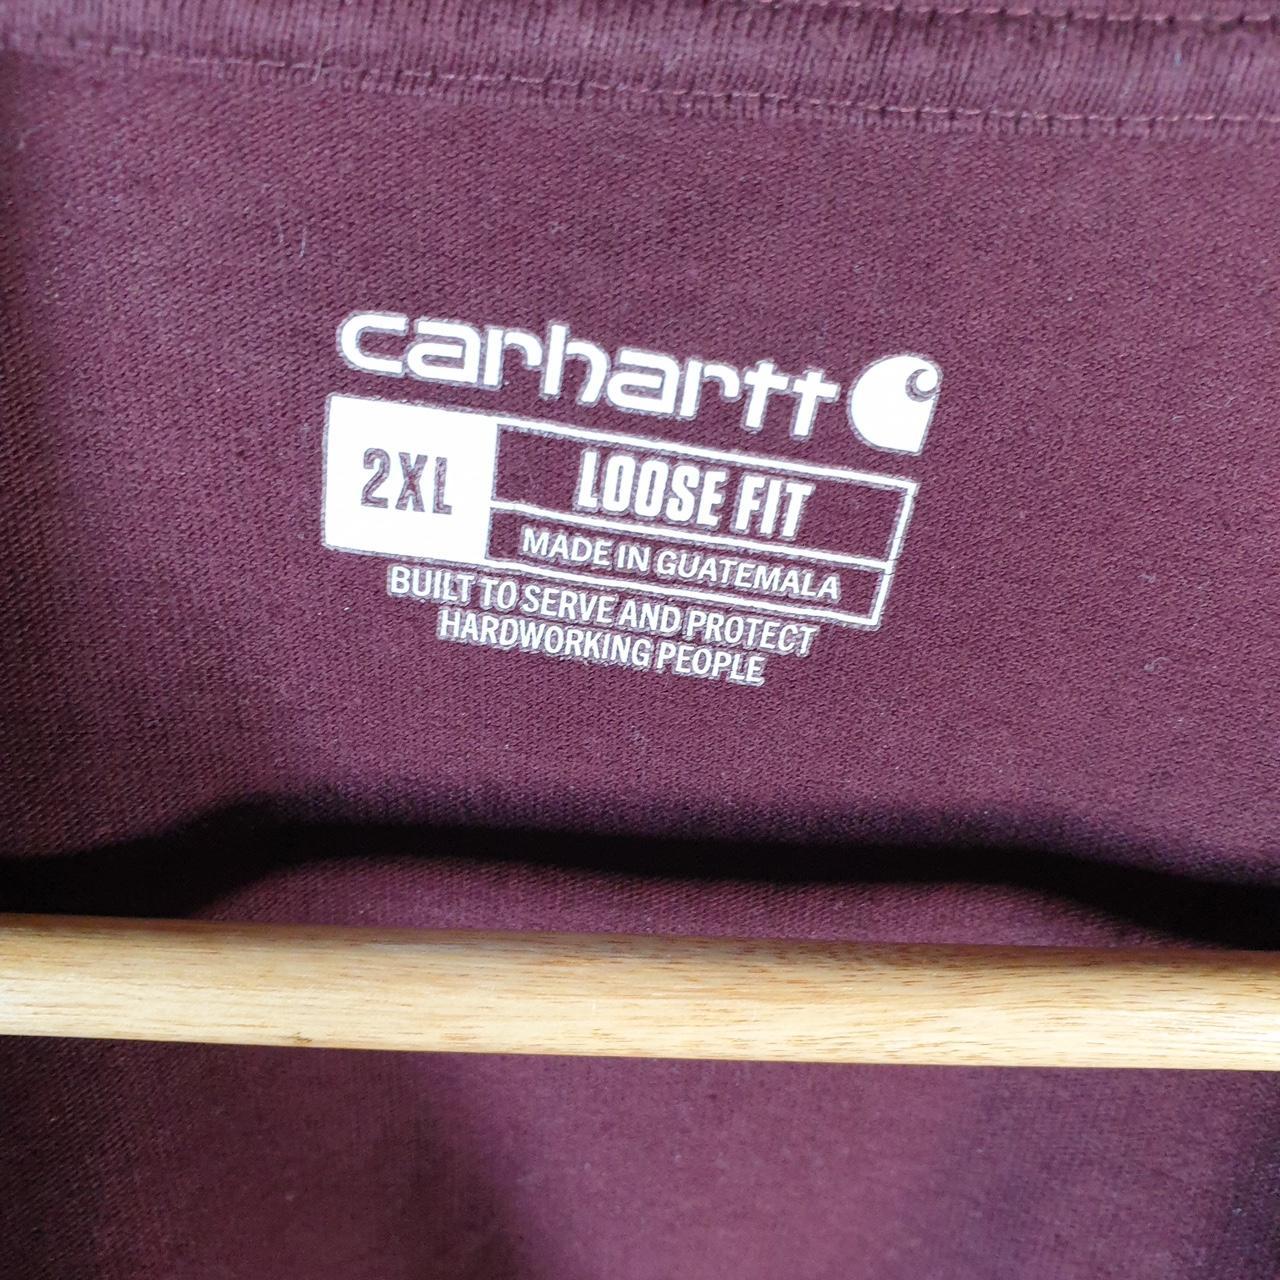 carhartt
2XL
LOOSE FIT
MADE IN GUATEMALA
BUILT TO SERVE AND PROTECT
HARDWORKING PEOPLE